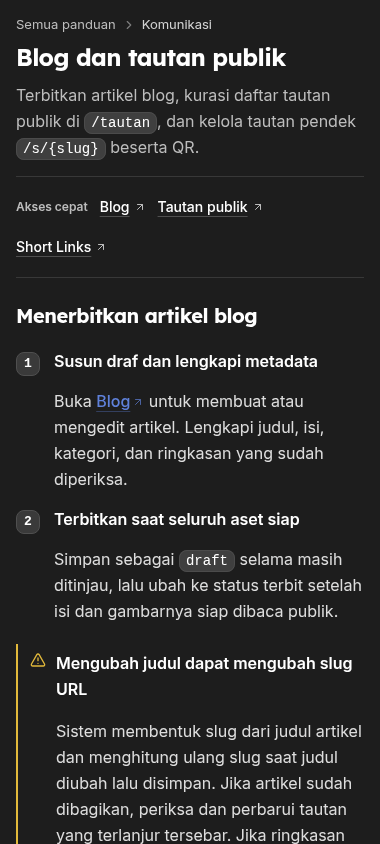 Semua panduan > Komunikasi
Blog dan tautan publik
Terbitkan artikel blog, kurasi daftar tautan
publik di /tautan, dan kelola tautan pendek
/s/{slug} beserta QR.
Akses cepat Blog ↗ Tautan publik ↗
Short Links ↗
Menerbitkan artikel blog
1 Susun draf dan lengkapi metadata
Buka Blog ↗ untuk membuat atau
mengedit artikel. Lengkapi judul, isi,
kategori, dan ringkasan yang sudah
diperiksa.
2 Terbitkan saat seluruh aset siap
Simpan sebagai draft selama masih
ditinjau, lalu ubah ke status terbit setelah
isi dan gambarnya siap dibaca publik.
Mengubah judul dapat mengubah slug
URL
Sistem membentuk slug dari judul artikel
dan menghitung ulang slug saat judul
diubah lalu disimpan. Jika artikel sudah
dibagikan, periksa dan perbarui tautan
yang terlanjur tersebar. Jika ringkasan